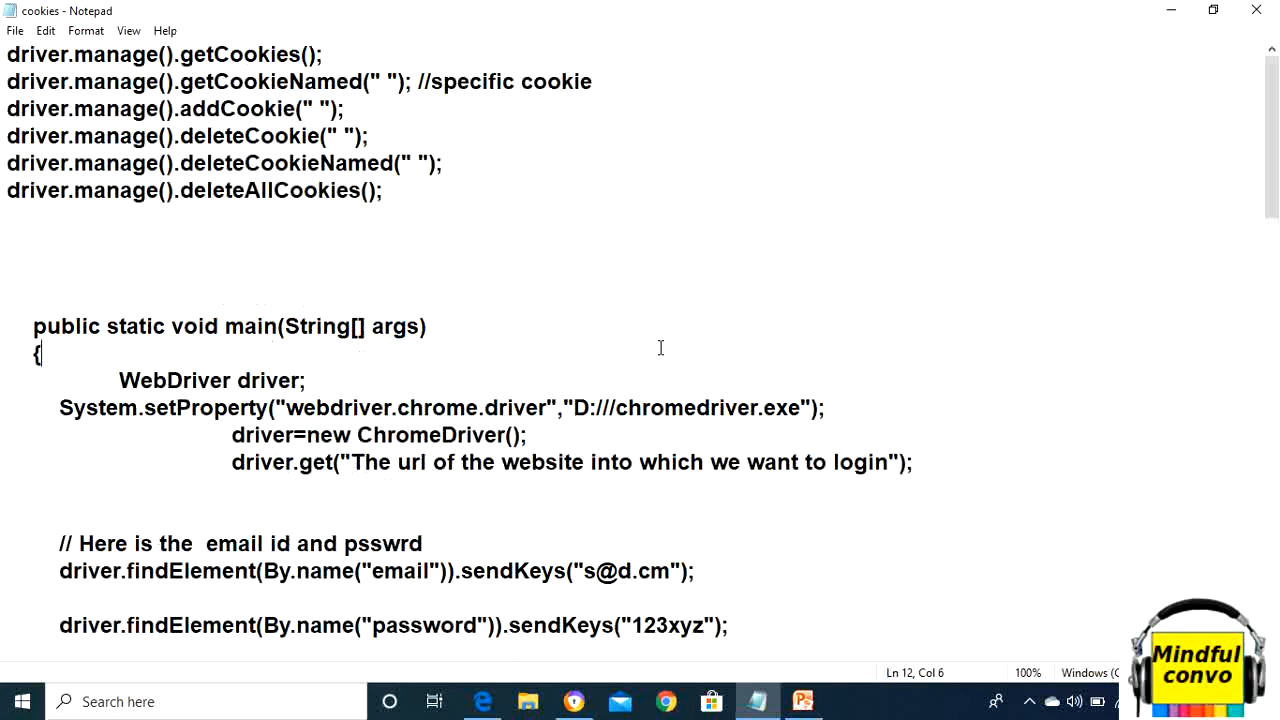 cookies - Notepad
File Edit Format View Help
driver.manage().getCookies();
driver.manage().getCookieNamed(" "); //specific cookie
driver.manage().addCookie(" ");
driver.manage().deleteCookie(" ");
driver.manage().deleteCookieNamed(" ");
driver.manage().deleteAllCookies();
public static void main(String[] args)
{
WebDriver driver;
System.setProperty("webdriver.chrome.driver","D:///chromedriver.exe");
driver=new ChromeDriver();
driver.get("The url of the website into which we want to login");
// Here is the  email id and psswrd
driver.findElement(By.name("email")).sendKeys("s@d.cm");
driver.findElement(By.name("password")).sendKeys("123xyz");
Ln 12, Col 6 100% Windows (C
Mindful
convo
Search here